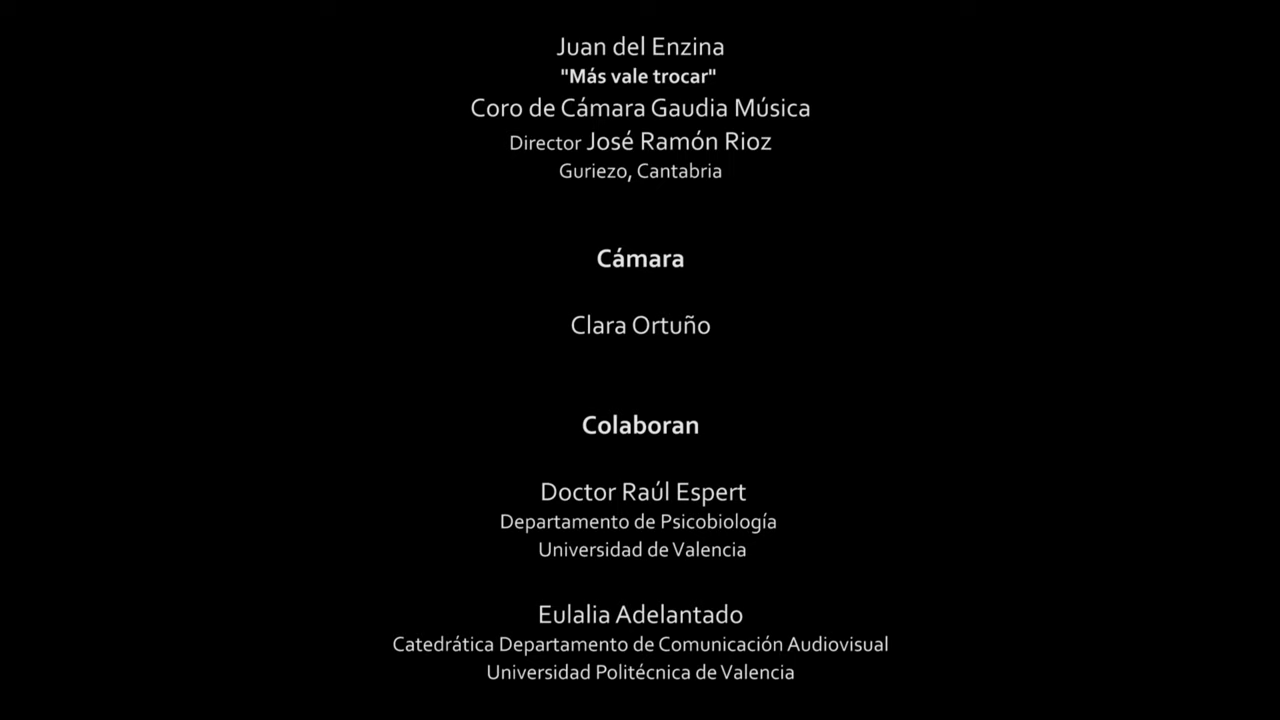 Juan del Enzina
"Más vale trocar"
Coro de Cámara Gaudia Música
Director José Ramón Rioz
Guriezo, Cantabria
Cámara
Clara Ortuño
Colaboran
Doctor Raúl Espert
Departamento de Psicobiología
Universidad de Valencia
Eulalia Adelantado
Catedrática Departamento de Comunicación Audiovisual
Universidad Politécnica de Valencia